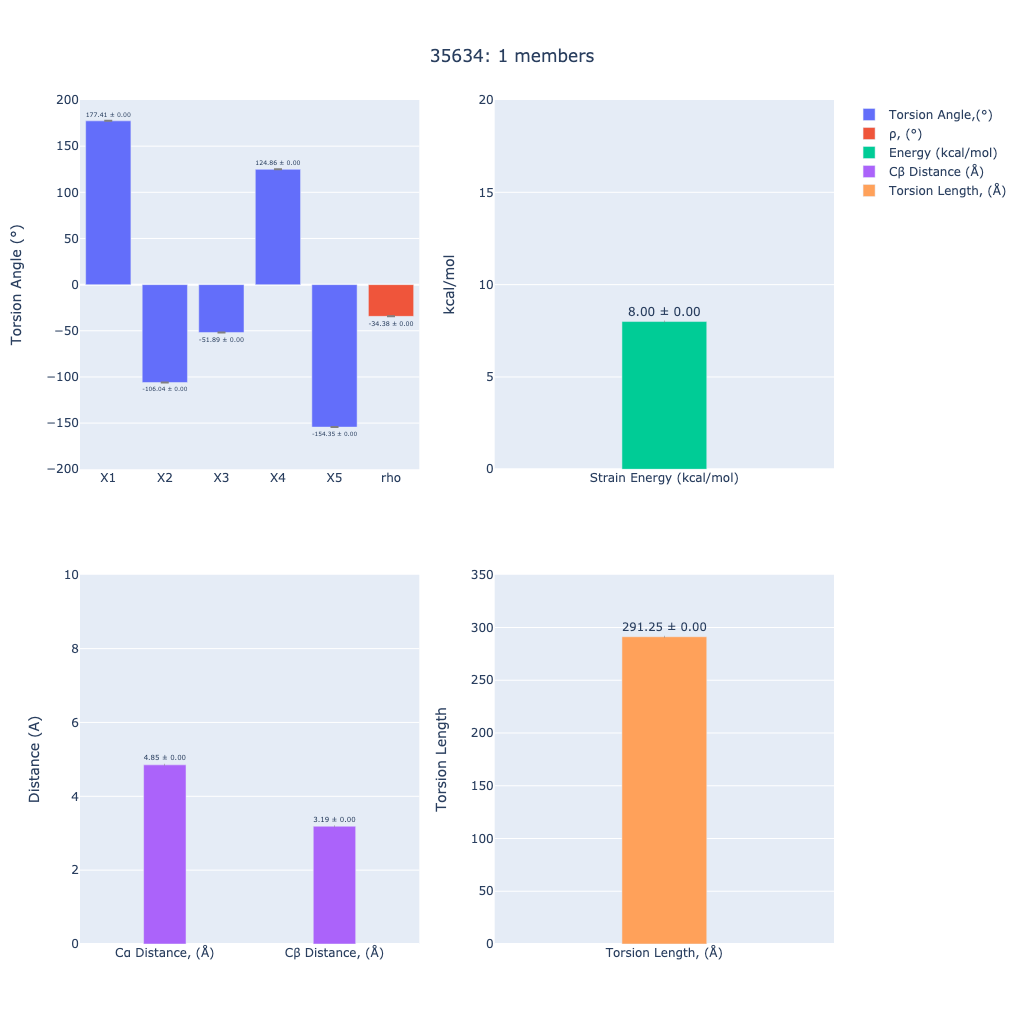 35634: 1 members
Torsion Angle (°)
200
150
100
50
0
−50
−100
−150
−200
177.41 ± 0.00
-106.04 ± 0.00
-51.89 ± 0.00
124.86 ± 0.00
-154.35 ± 0.00
-34.38 ± 0.00
X1 X2 X3 X4 X5 rho
kcal/mol
20
15
10
5
0
8.00 ± 0.00
Strain Energy (kcal/mol)
Torsion Angle,(°)
ρ, (°)
Energy (kcal/mol)
Cβ Distance (Å)
Torsion Length, (Å)
Distance (A)
10
8
6
4
2
0
4.85 ± 0.00
3.19 ± 0.00
Cα Distance, (Å) Cβ Distance, (Å)
Torsion Length
350
300
250
200
150
100
50
0
291.25 ± 0.00
Torsion Length, (Å)